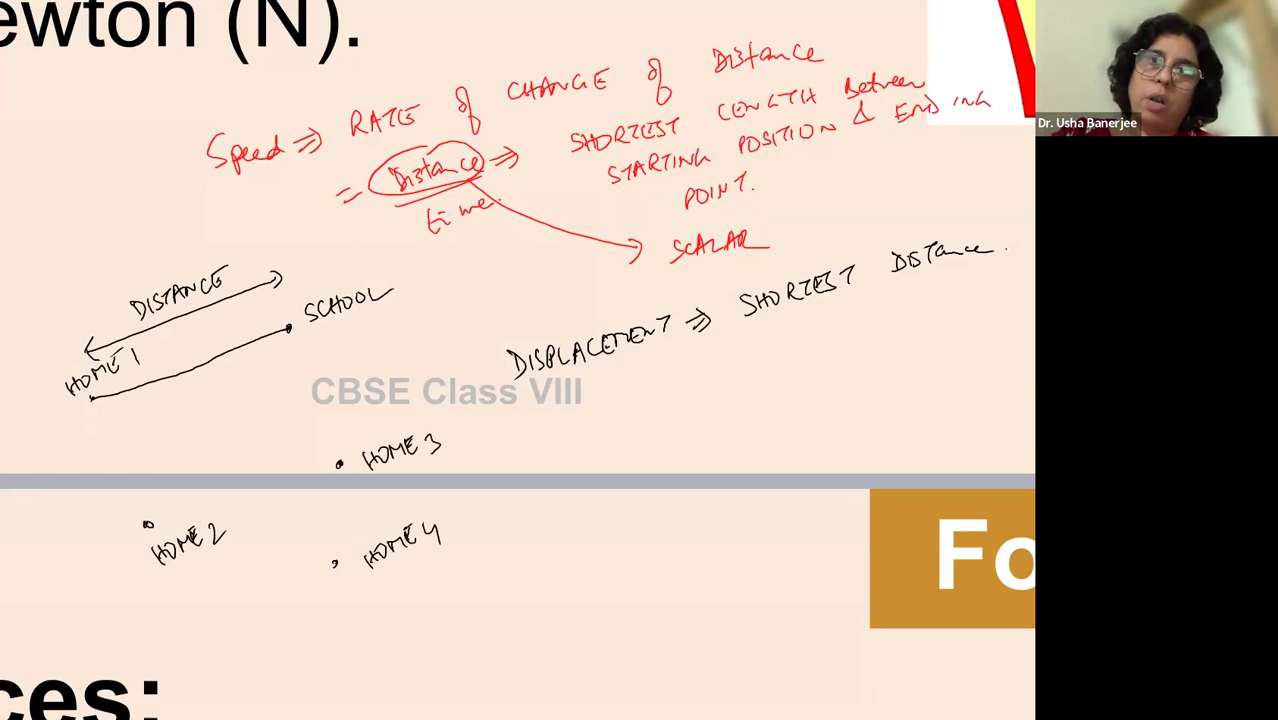 ewton (N).
Speed ⇒ RATE of CHANGE of Distance
= Distance ⇒ SHORTEST LENGTH Between
time
STARTING POSITION & ENDING
POINT.
SCALAR
DISTANCE
SCHOOL
HOME 1
DISPLACEMENT ⇒ SHORTEST DISTance.
CBSE Class VIII
HOME 3
HOME 2
HOME 4
Fo
ces:
Dr. Usha Banerjee